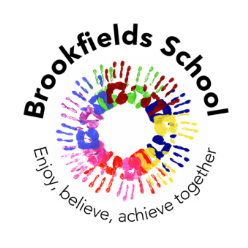 Brookfields School
Enjoy, believe, achieve together